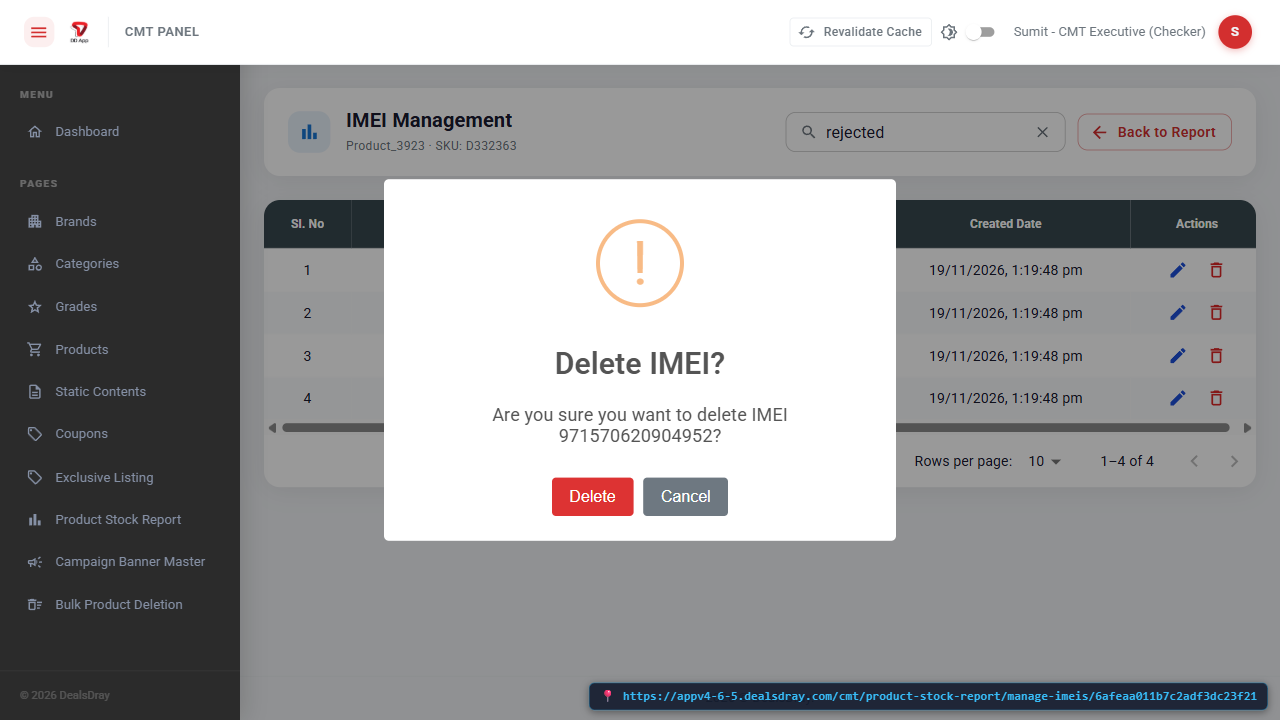 DD App
CMT PANEL
Revalidate Cache
Sumit - CMT Executive (Checker)
S
MENU
Dashboard
PAGES
Brands
Categories
Grades
Products
Static Contents
Coupons
Exclusive Listing
Product Stock Report
Campaign Banner Master
Bulk Product Deletion
© 2026 DealsDray
IMEI Management
Product_3923 · SKU: D332363
rejected
Back to Report
Sl. No
Created Date
Actions
1
19/11/2026, 1:19:48 pm
2
19/11/2026, 1:19:48 pm
3
19/11/2026, 1:19:48 pm
4
19/11/2026, 1:19:48 pm
Rows per page:
10
1–4 of 4
!
Delete IMEI?
Are you sure you want to delete IMEI
971570620904952?
Delete
Cancel
https://appv4-6-5.dealsdray.com/cmt/product-stock-report/manage-imeis/6afeaa011b7c2adf3dc23f21